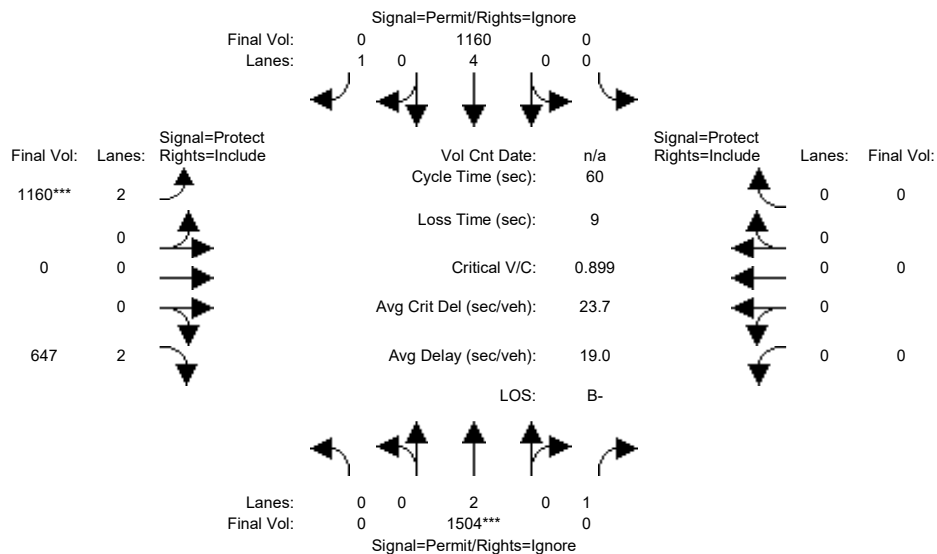 Signal=Permit/Rights=Ignore
Final Vol: 0 1160 0
Lanes: 1 0 4 0 0
Signal=Protect
Final Vol: Lanes: Rights=Include
Vol Cnt Date: n/a
Signal=Protect
Rights=Include Lanes: Final Vol:
Cycle Time (sec): 60
1160*** 2 0 0
Loss Time (sec): 9
0 0
0 0 Critical V/C: 0.899 0 0
0 Avg Crit Del (sec/veh): 23.7 0
647 2 Avg Delay (sec/veh): 19.0 0 0
LOS: B-
Lanes: 0 0 2 0 1
Final Vol: 0 1504*** 0
Signal=Permit/Rights=Ignore